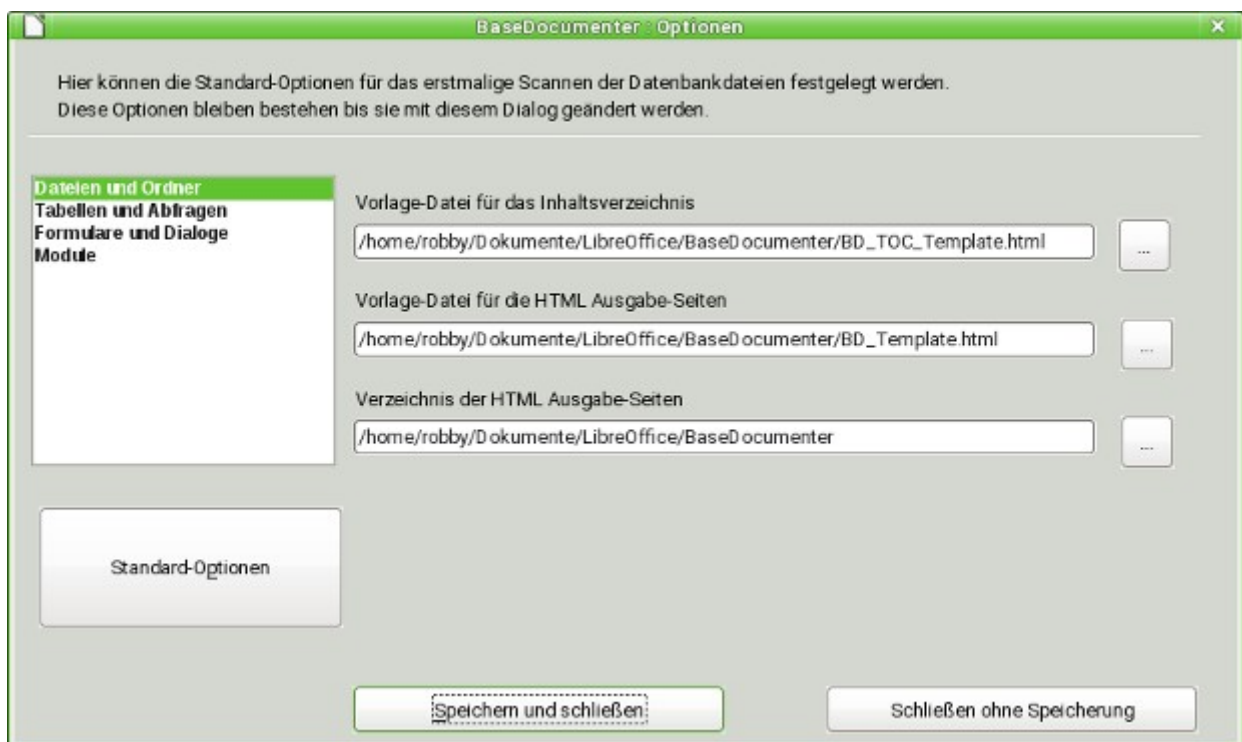 BaseDocumenter : Optionen
Hier können die Standard-Optionen für das erstmalige Scannen der Datenbankdateien festgelegt werden.
Diese Optionen bleiben bestehen bis sie mit diesem Dialog geändert werden.
Dateien und Ordner
Tabellen und Abfragen
Formulare und Dialoge
Module
Vorlage-Datei für das Inhaltsverzeichnis
/home/robby/Dokumente/LibreOffice/BaseDocumenter/BD_TOC_Template.html
...
Vorlage-Datei für die HTML Ausgabe-Seiten
/home/robby/Dokumente/LibreOffice/BaseDocumenter/BD_Template.html
...
Verzeichnis der HTML Ausgabe-Seiten
/home/robby/Dokumente/LibreOffice/BaseDocumenter
...
Standard-Optionen
Speichern und schließen
Schließen ohne Speicherung